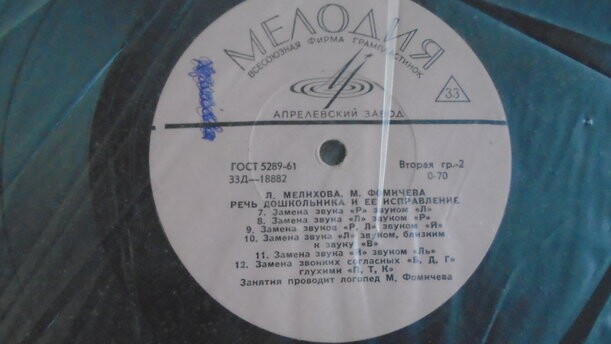 МЕЛОДИЯ
ВСЕСОЮЗНАЯ ФИРМА ГРАМПЛАСТИНОК
33
АПРЕЛЕВСКИЙ ЗАВОД
ГОСТ 5289-61
Вторая гр.-2
33Д—18882
0-70
Л. МЕЛИХОВА, М. ФОМИЧЕВА
РЕЧЬ ДОШКОЛЬНИКА И ЕЕ ИСПРАВЛЕНИЕ
7. Замена звука «Р» звуком «Л»
8. Замена звука «Л» звуком «Р»
9. Замена звуков «Р, Л» звуком «Й»
10. Замена звука «Л» звуком, близким
к звуку «В»
11. Замена звука «Й» звуком «Ль»
12. Замена звонких согласных «Б, Д, Г»
глухими «П, Т, К»
Занятия проводит логопед М. Фомичева